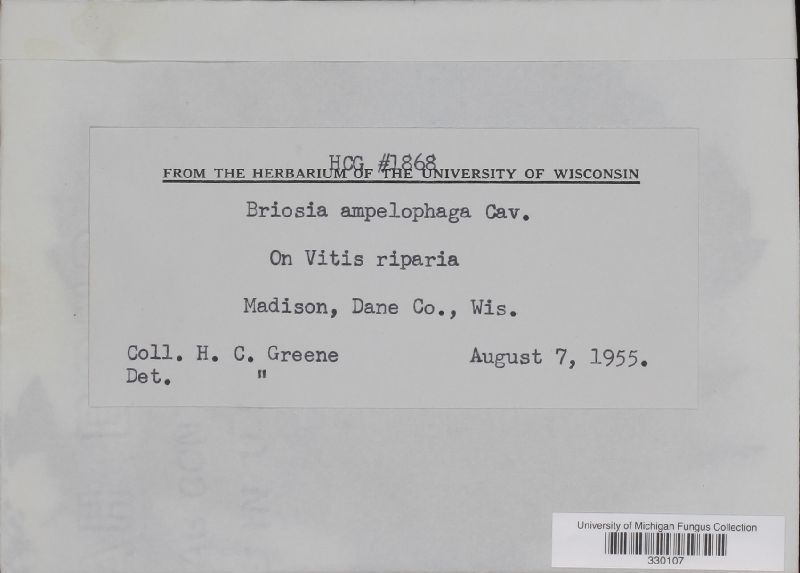 HCG #1868
FROM THE HERBARIUM OF THE UNIVERSITY OF WISCONSIN
Briosia ampelophaga Cav.
On Vitis riparia
Madison, Dane Co., Wis.
Coll. H. C. Greene August 7, 1955.
Det. "
University of Michigan Fungus Collection
330107